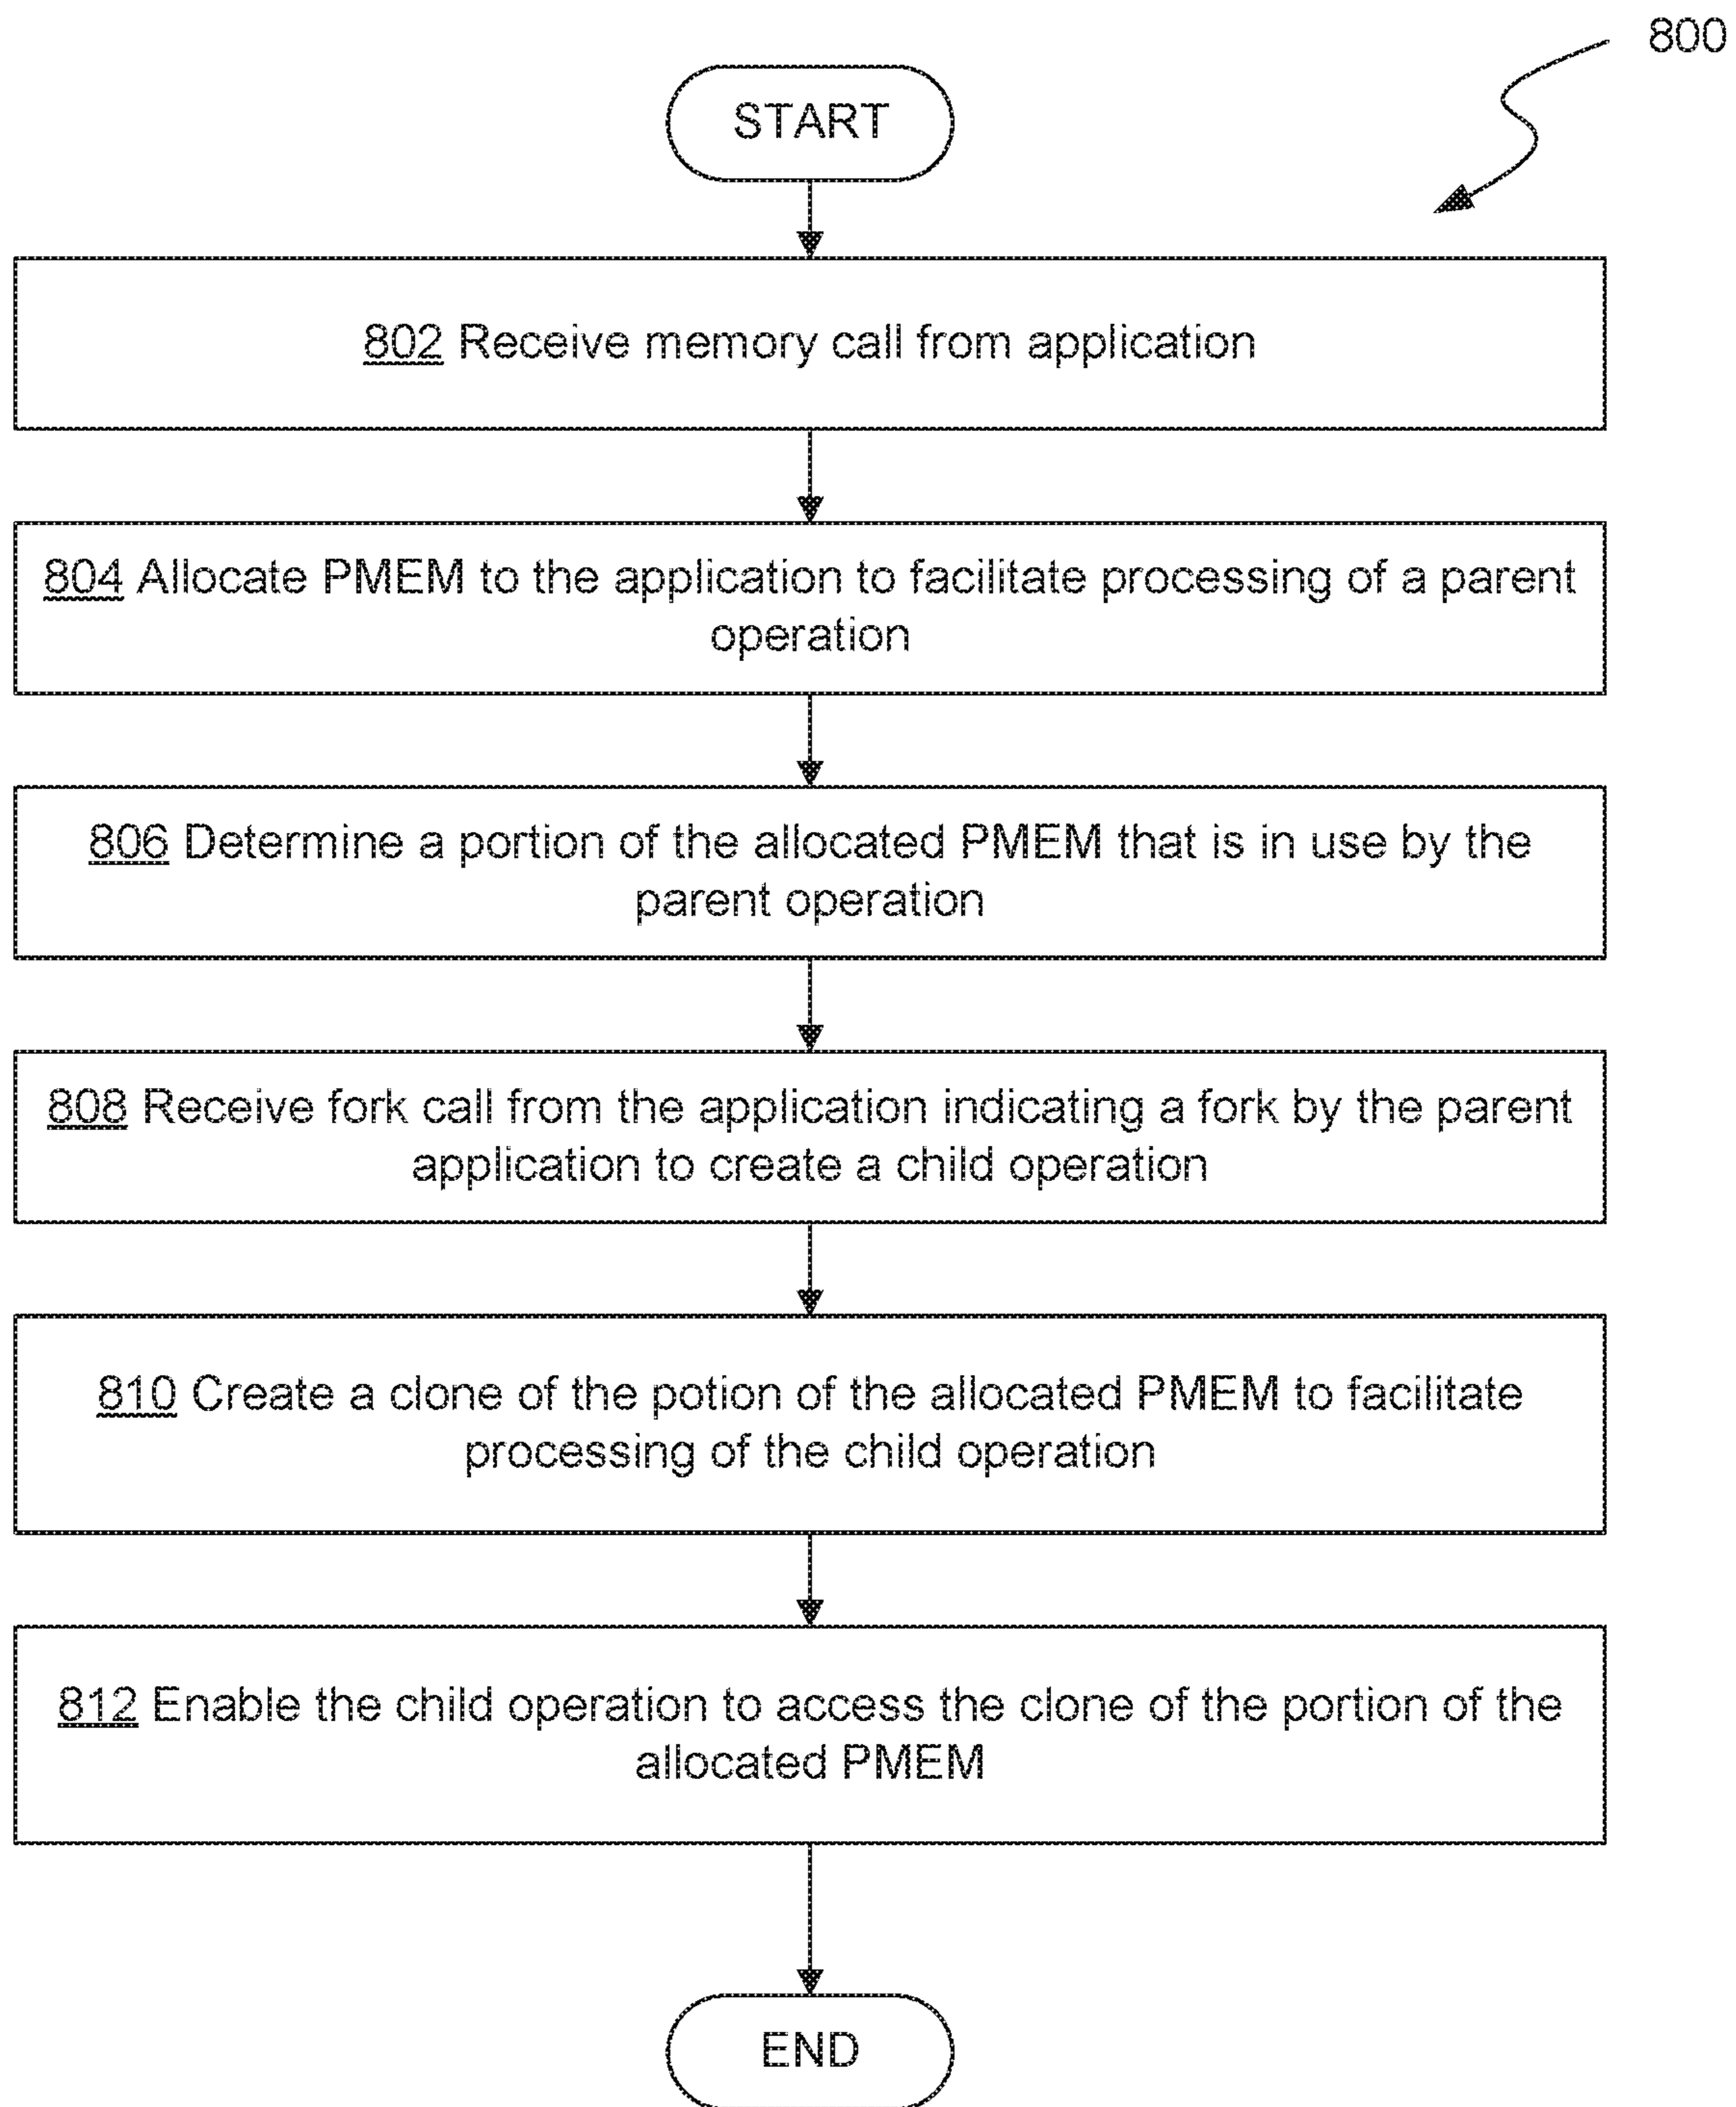 800
START
802 Receive memory call from application
804 Allocate PMEM to the application to facilitate processing of a parent
operation
806 Determine a portion of the allocated PMEM that is in use by the
parent operation
808 Receive fork call from the application indicating a fork by the parent
application to create a child operation
810 Create a clone of the potion of the allocated PMEM to facilitate
processing of the child operation
812 Enable the child operation to access the clone of the portion of the
allocated PMEM
END